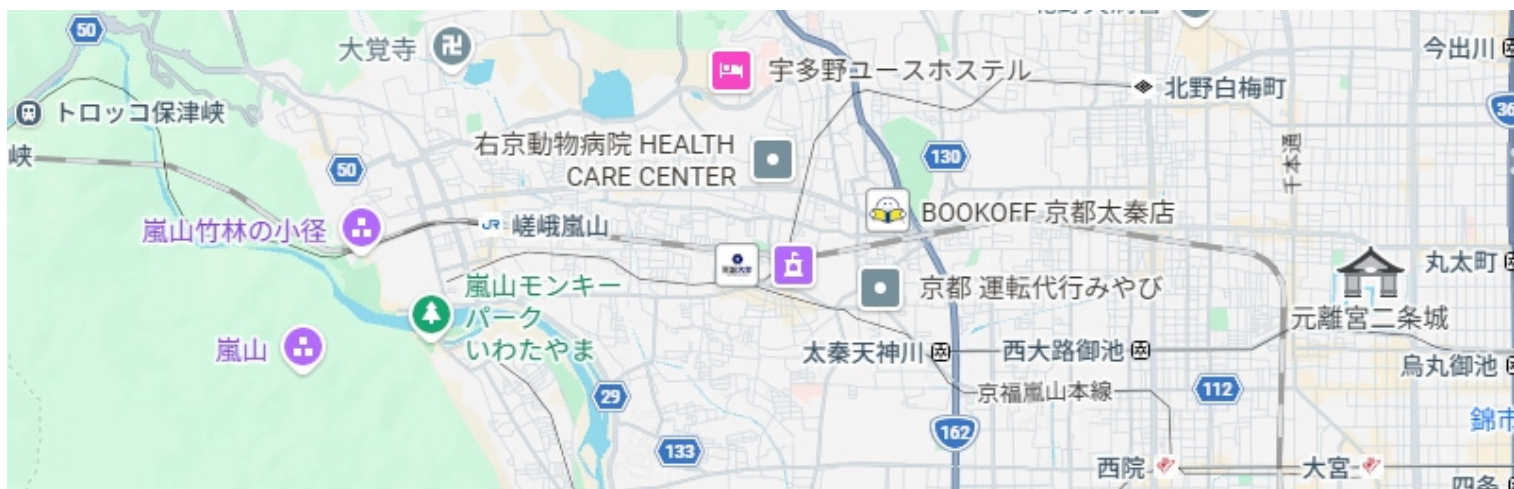 50
大覚寺
宇多野ユースホステル
北野白梅町
今出川
トロッコ保津峡
峡
右京動物病院 HEALTH
CARE CENTER
130
千本通
50
嵐山竹林の小径
JR 嵯峨嵐山
BOOKOFF 京都太秦店
丸太町
嵐山モンキー
パーク
いわたやま
京都 運転代行みやび
元離宮二条城
嵐山
太秦天神川
西大路御池
烏丸御池
29
京福嵐山本線
112
162
133
西院
大宮